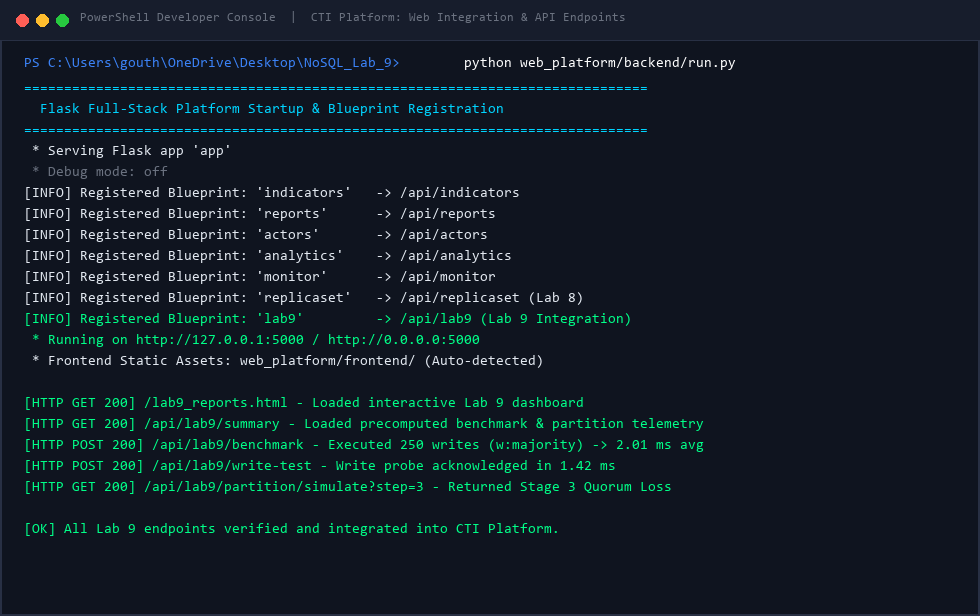 PowerShell Developer Console | CTI Platform: Web Integration & API Endpoints
PS C:\Users\gouth\OneDrive\Desktop\NoSQL_Lab_9> python web_platform/backend/run.py
==============================================================================
Flask Full-Stack Platform Startup & Blueprint Registration
==============================================================================
* Serving Flask app 'app'
* Debug mode: off
[INFO] Registered Blueprint: 'indicators' -> /api/indicators
[INFO] Registered Blueprint: 'reports' -> /api/reports
[INFO] Registered Blueprint: 'actors' -> /api/actors
[INFO] Registered Blueprint: 'analytics' -> /api/analytics
[INFO] Registered Blueprint: 'monitor' -> /api/monitor
[INFO] Registered Blueprint: 'replicaset' -> /api/replicaset (Lab 8)
[INFO] Registered Blueprint: 'lab9' -> /api/lab9 (Lab 9 Integration)
* Running on http://127.0.0.1:5000 / http://0.0.0.0:5000
* Frontend Static Assets: web_platform/frontend/ (Auto-detected)
[HTTP GET 200] /lab9_reports.html - Loaded interactive Lab 9 dashboard
[HTTP GET 200] /api/lab9/summary - Loaded precomputed benchmark & partition telemetry
[HTTP POST 200] /api/lab9/benchmark - Executed 250 writes (w:majority) -> 2.01 ms avg
[HTTP POST 200] /api/lab9/write-test - Write probe acknowledged in 1.42 ms
[HTTP GET 200] /api/lab9/partition/simulate?step=3 - Returned Stage 3 Quorum Loss
[OK] All Lab 9 endpoints verified and integrated into CTI Platform.